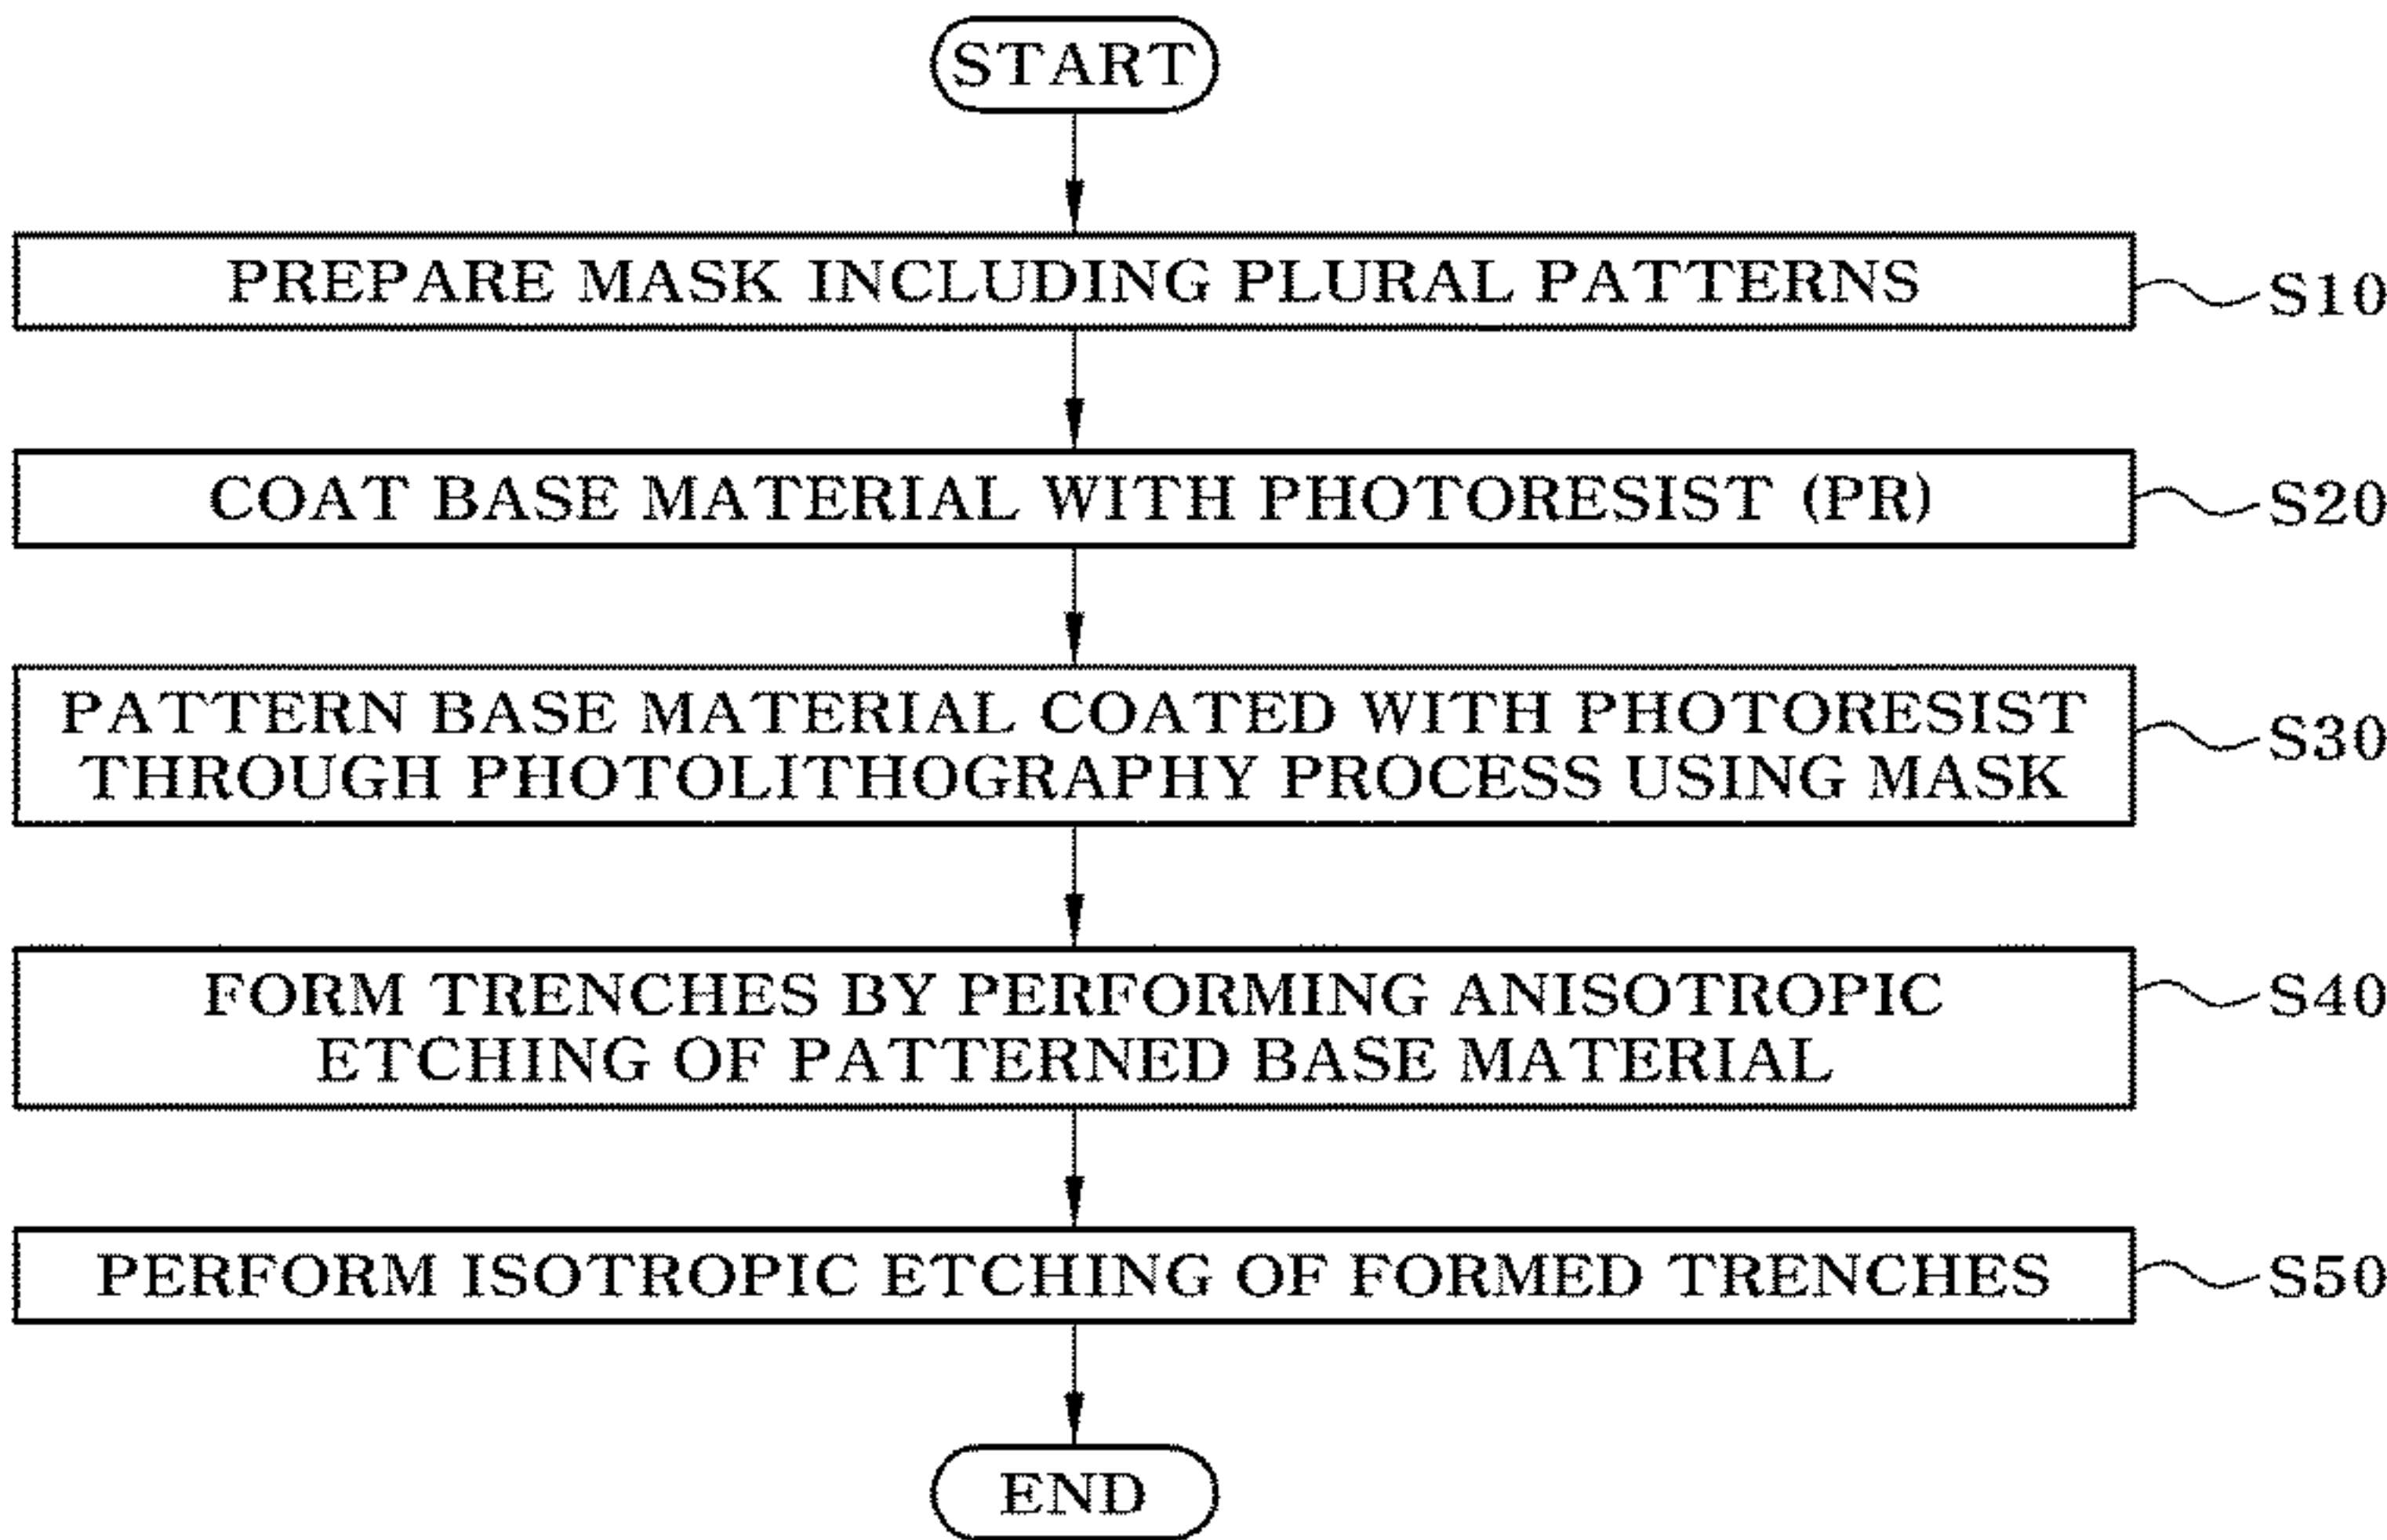 START
PREPARE MASK INCLUDING PLURAL PATTERNS
S10
COAT BASE MATERIAL WITH PHOTORESIST (PR)
S20
PATTERN BASE MATERIAL COATED WITH PHOTORESIST
THROUGH PHOTOLITHOGRAPHY PROCESS USING MASK
S30
FORM TRENCHES BY PERFORMING ANISOTROPIC
ETCHING OF PATTERNED BASE MATERIAL
S40
PERFORM ISOTROPIC ETCHING OF FORMED TRENCHES
S50
END